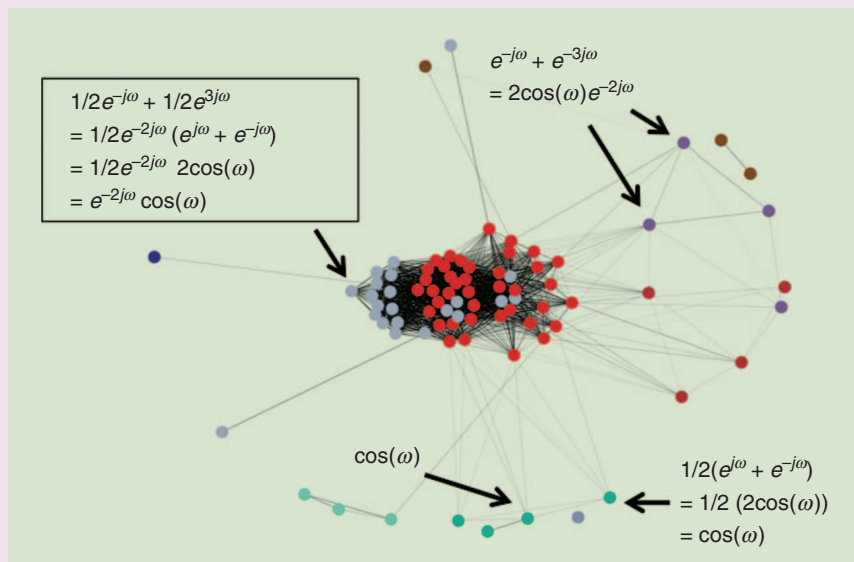 1/2e^{-jω} + 1/2e^{3jω}
= 1/2e^{-2jω} (e^{jω} + e^{-jω})
= 1/2e^{-2jω} 2cos(ω)
= e^{-2jω} cos(ω)
e^{-jω} + e^{-3jω}
= 2cos(ω)e^{-2jω}
cos(ω)
1/2(e^{jω} + e^{-jω})
= 1/2 (2cos(ω))
= cos(ω)